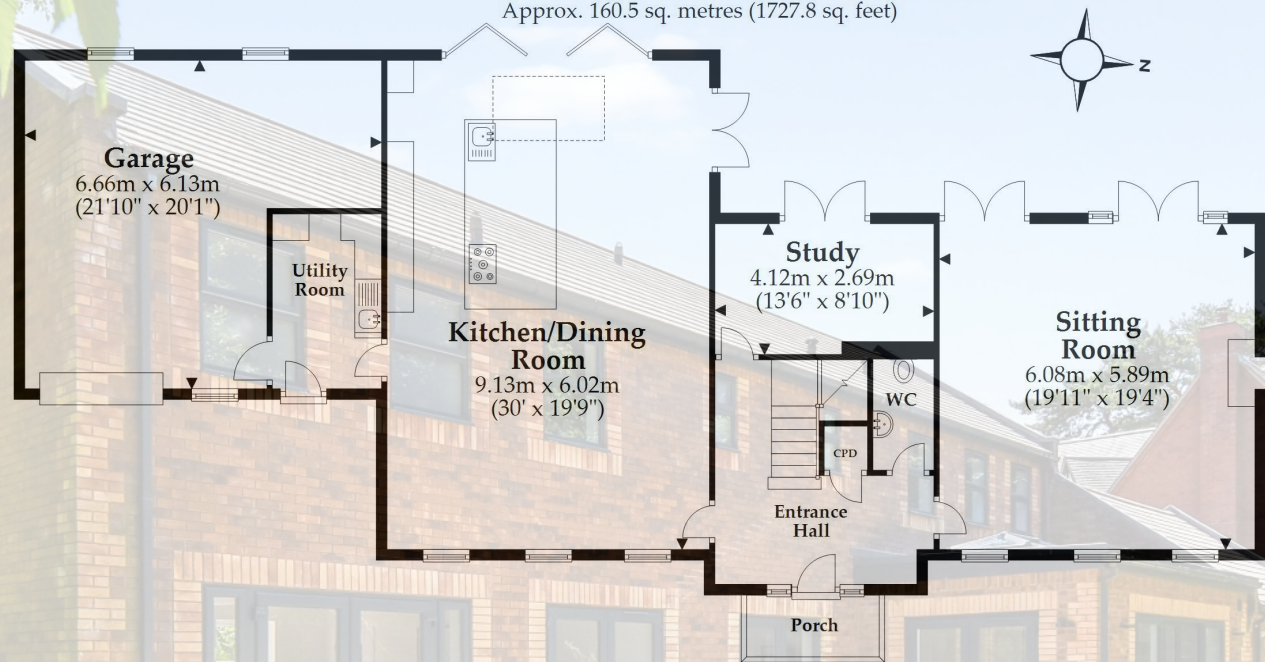 Approx. 160.5 sq. metres (1727.8 sq. feet)
N
Garage
6.66m x 6.13m
(21'10" x 20'1")
Utility
Room
Kitchen/Dining
Room
9.13m x 6.02m
(30' x 19'9")
Study
4.12m x 2.69m
(13'6" x 8'10")
Sitting
Room
6.08m x 5.89m
(19'11" x 19'4")
WC
CPD
Entrance
Hall
Porch